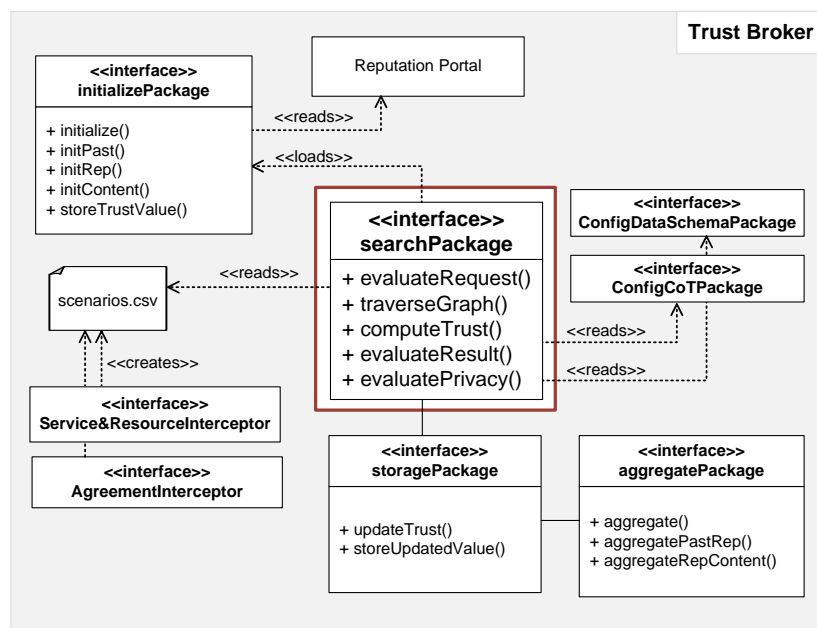 Trust Broker
<<interface>>
initializePackage
+ initialize()
+ initPast()
+ initRep()
+ initContent()
+ storeTrustValue()
Reputation Portal
<<reads>>
<<loads>>
<<interface>>
searchPackage
+ evaluateRequest()
+ traverseGraph()
+ computeTrust()
+ evaluateResult()
+ evaluatePrivacy()
<<interface>>
ConfigDataSchemaPackage
<<interface>>
ConfigCoTPackage
<<reads>>
<<reads>>
<<reads>>
scenarios.csv
<<creates>>
<<interface>>
Service&ResourceInterceptor
<<interface>>
AgreementInterceptor
<<interface>>
storagePackage
+ updateTrust()
+ storeUpdatedValue()
<<interface>>
aggregatePackage
+ aggregate()
+ aggregatePastRep()
+ aggregateRepContent()